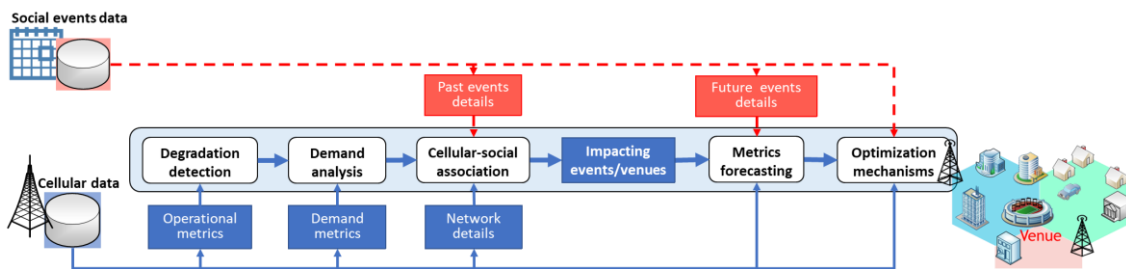 Social events data
Past events
details
Future events
details
Degradation
detection
Demand
analysis
Cellular-social
association
Impacting
events/venues
Metrics
forecasting
Optimization
mechanisms
Cellular data
Operational
metrics
Demand
metrics
Network
details
Venue